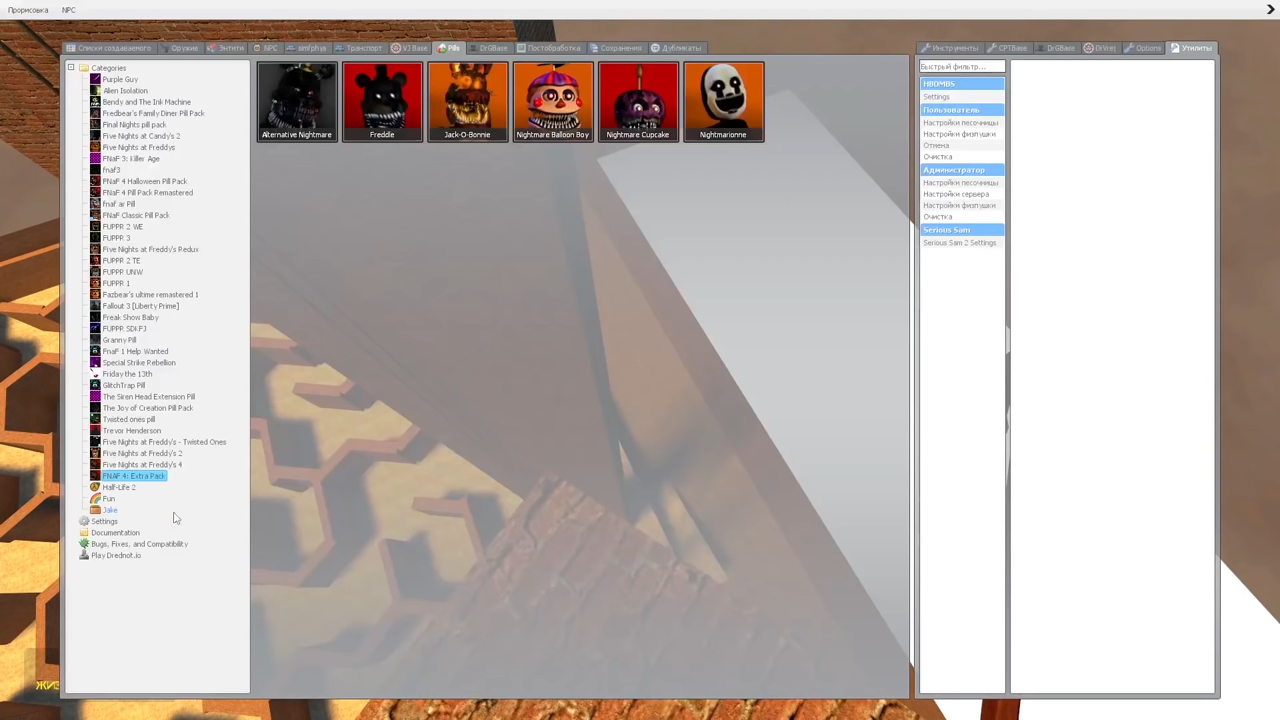 Прорисовка NPC
Списки создаваемого Оружие Энтити NPC simfphys Транспорт VJ Base Pills DrGBase Постобработка Сохранения Дубликаты
Инструменты CPTBase DrGBase DrVrej Options Утилиты
Categories
Purple Guy
Alien Isolation
Bendy and The Ink Machine
Fredbear's Family Diner Pill Pack
Final Nights pill pack
Five Nights at Candy's 2
Five Nights at Freddys
FNaF 3: Killer Age
fnaf3
FNaF 4 Halloween Pill Pack
FNAF 4 Pill Pack Remastered
fnaf ar Pill
FNAF Classic Pill Pack
FUPPR 2 WE
FUPPR 3
Five Nights at Freddy's Redux
FUPPR 2 TE
FUPPR UNW
FUPPR 1
Fazbear's ultime remastered 1
Fallout 3 [Liberty Prime]
Freak Show Baby
FUPPR SDI.FJ
Granny Pill
FnaF 1 Help Wanted
Special Strike Rebellion
Friday the 13th
GlitchTrap Pill
The Siren Head Extension Pill
The Joy of Creation Pill Pack
Twisted ones pill
Trevor Henderson
Five Nights at Freddy's - Twisted Ones
Five Nights at Freddy's 2
Five Nights at Freddy's 4
FNAF 4: Extra Pack
Half-Life 2
Fun
Jake
Settings
Documentation
Bugs, Fixes, and Compatibility
Play Drednot.io
Alternative Nightmare Freddle Jack-O-Bonnie Nightmare Balloon Boy Nightmare Cupcake Nightmarionne
Быстрый фильтр...
HBOMBS
Settings
Пользователь
Настройки песочницы
Настройки физпушки
Отмена
Очистка
Администратор
Настройки песочницы
Настройки сервера
Настройки физпушки
Очистка
Serious Sam
Serious Sam 2 Settings